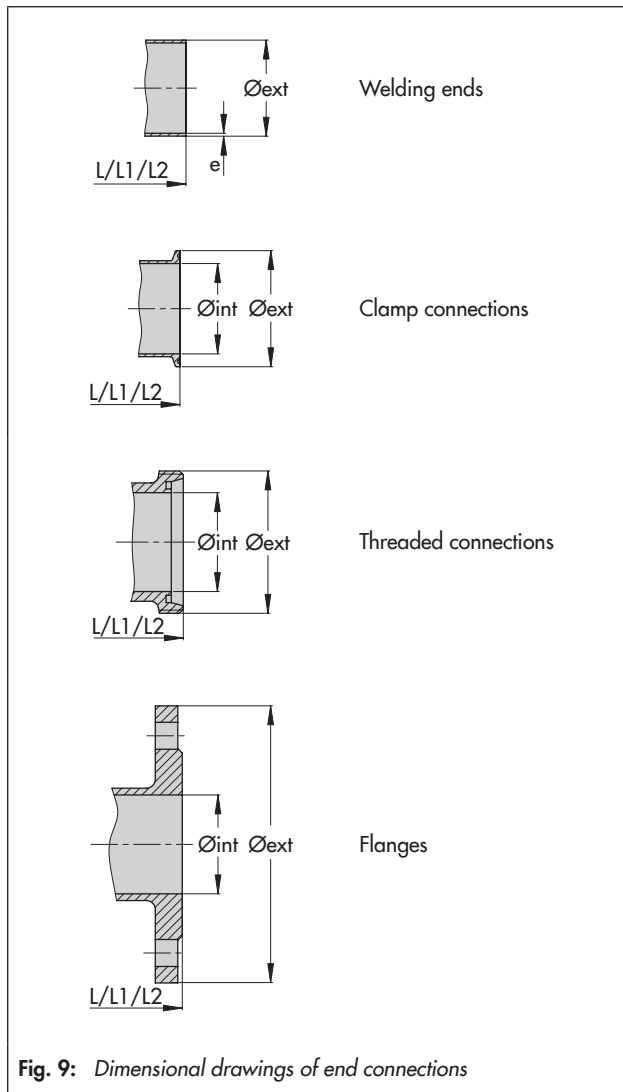 Øext Welding ends
L/L1/L2 e
Øint Øext Clamp connections
L/L1/L2
Øint Øext Threaded connections
L/L1/L2
Øint Øext Flanges
L/L1/L2
Fig. 9: Dimensional drawings of end connections